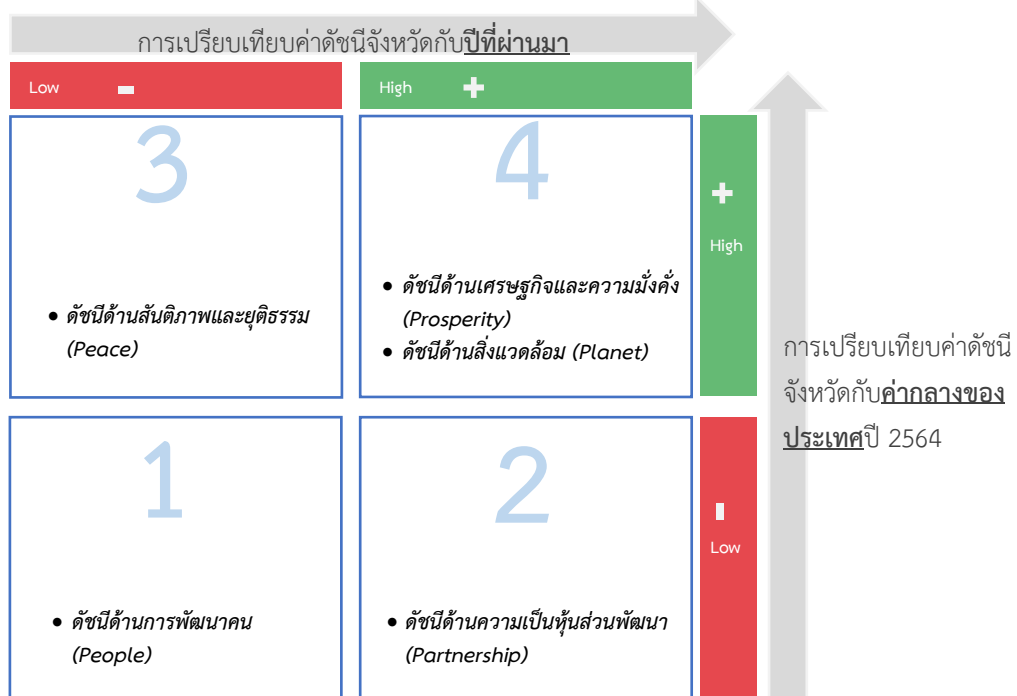 การเปรียบเทียบค่าดัชนีจังหวัดกับปีที่ผ่านมา
Low -
High +
3
4
+
High
• ดัชนีด้านสันติภาพและยุติธรรม
(Peace)
• ดัชนีด้านเศรษฐกิจและความมั่งคั่ง
(Prosperity)
• ดัชนีด้านสิ่งแวดล้อม (Planet)
การเปรียบเทียบค่าดัชนี
จังหวัดกับค่ากลางของ
ประเทศปี 2564
1
2
-
Low
• ดัชนีด้านการพัฒนาคน
(People)
• ดัชนีด้านความเป็นหุ้นส่วนพัฒนา
(Partnership)